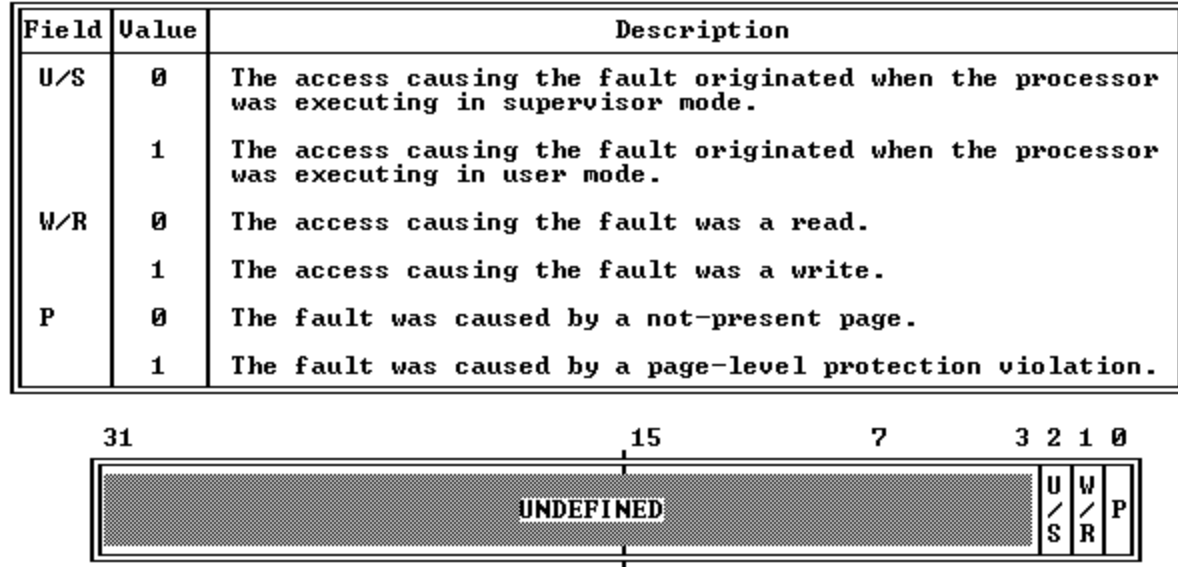 Field Value Description
U/S 0 The access causing the fault originated when the processor
was executing in supervisor mode.
1 The access causing the fault originated when the processor
was executing in user mode.
W/R 0 The access causing the fault was a read.
1 The access causing the fault was a write.
P 0 The fault was caused by a not-present page.
1 The fault was caused by a page-level protection violation.
31 15 7 3 2 1 0
UNDEFINED U/S W/R P